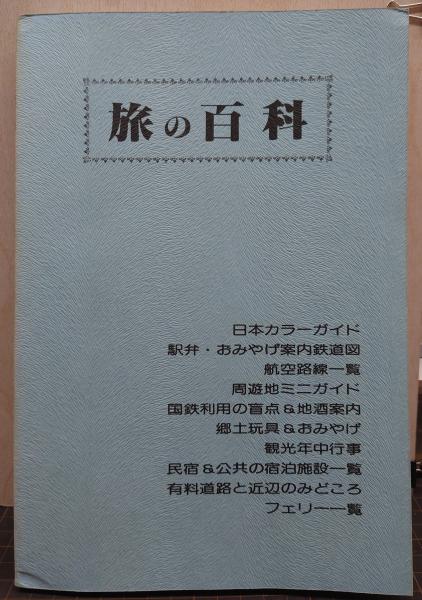 旅の百科
日本カラーガイド
駅弁・おみやげ案内鉄道図
航空路線一覧
周遊地ミニガイド
国鉄利用の盲点&地酒案内
郷土玩具&おみやげ
観光年中行事
民宿&公共の宿泊施設一覧
有料道路と近辺のみどころ
フェリー一覧